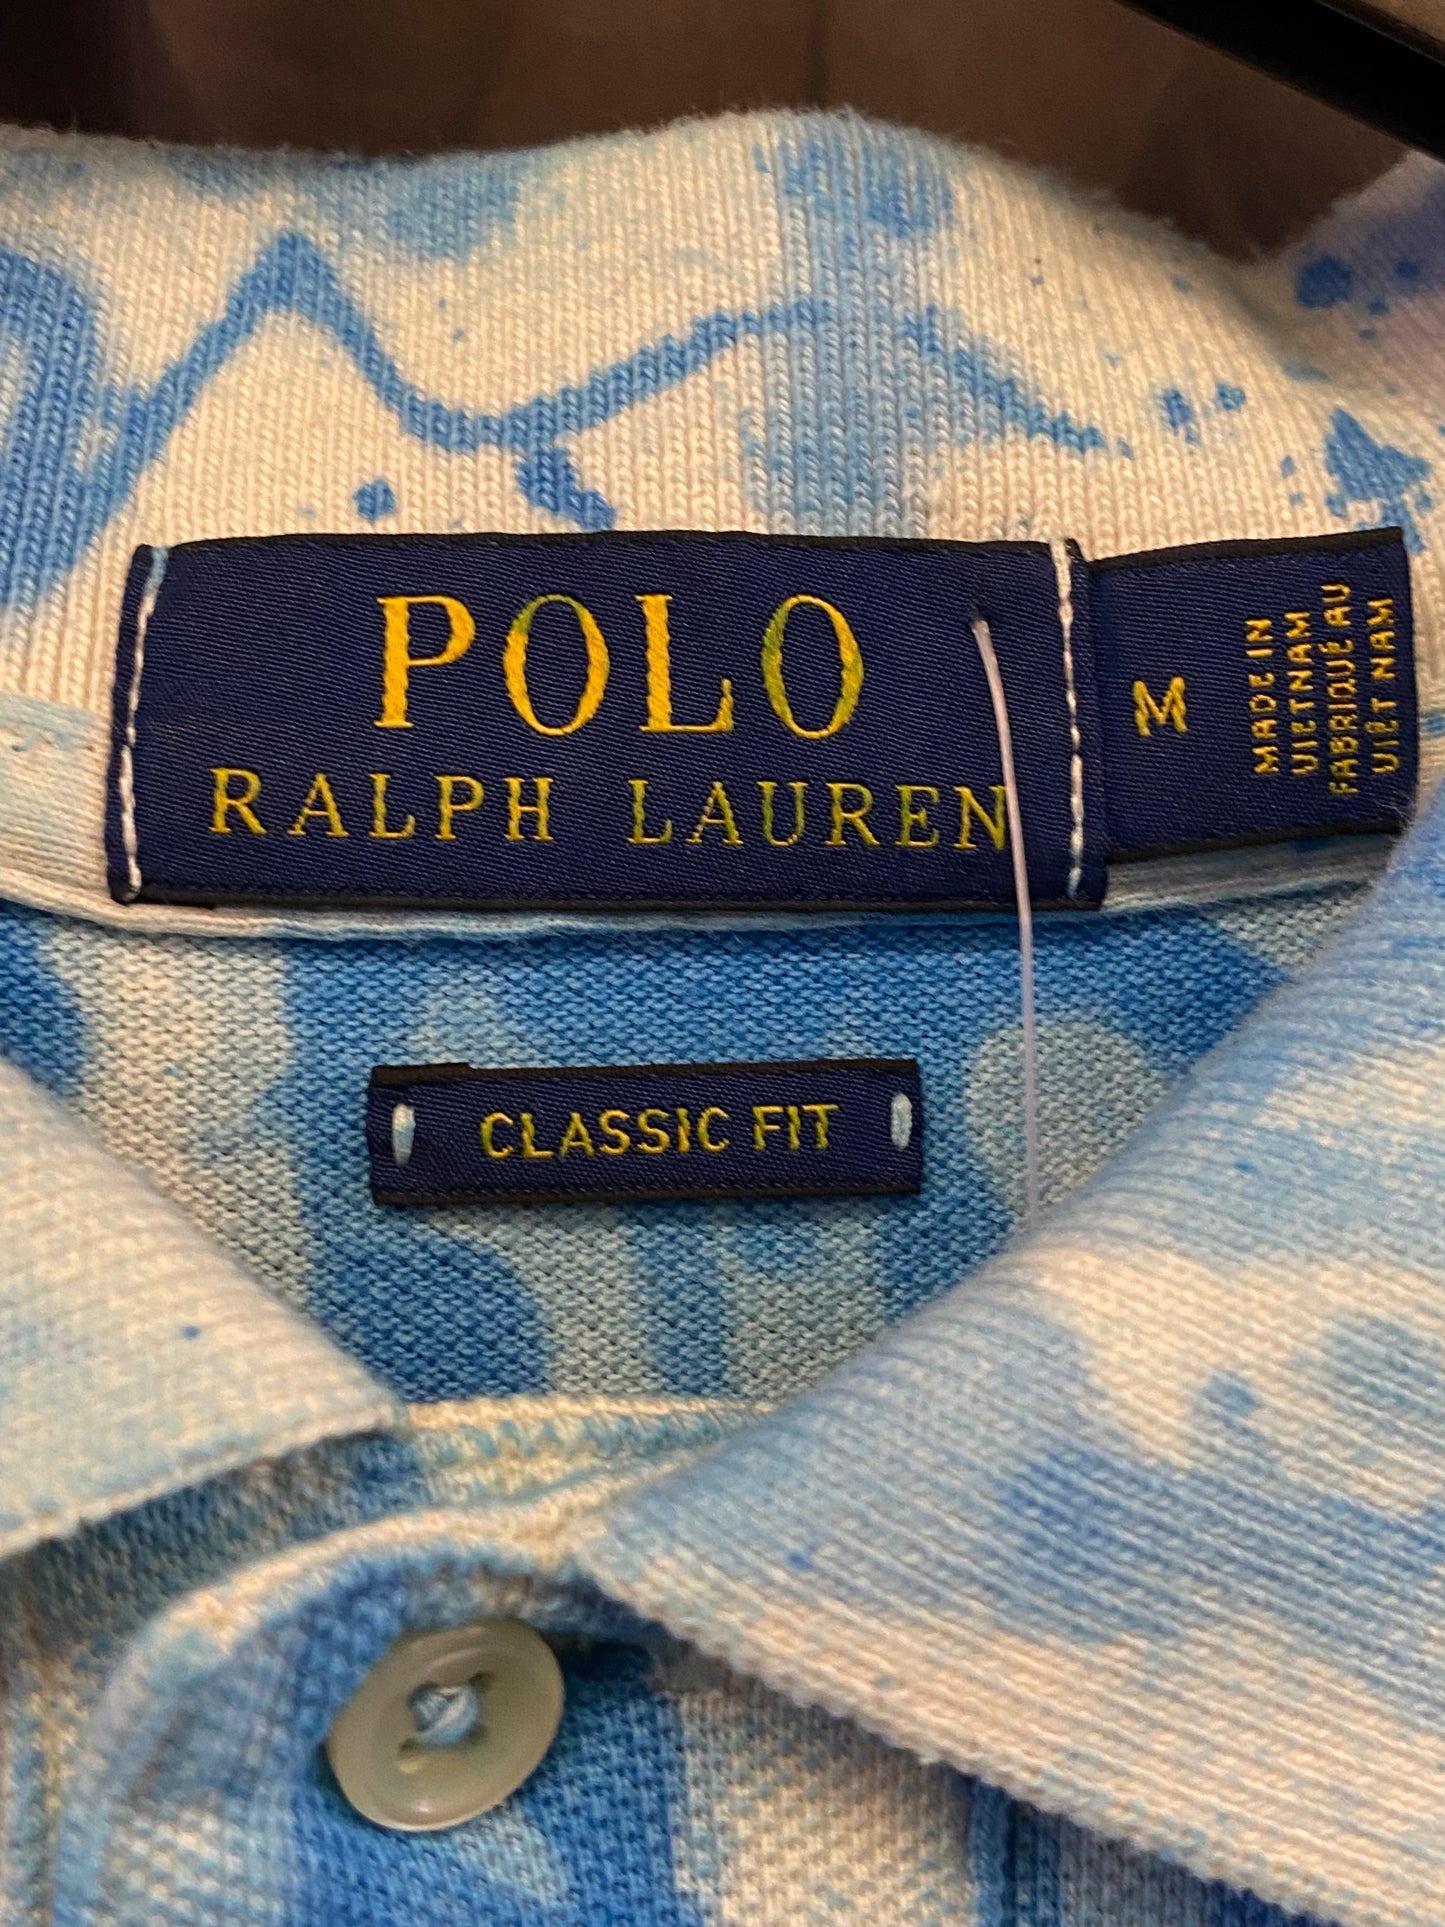 POLO
RALPH LAUREN
M
MADE IN
VIETNAM
FABRIQUÉ AU
VIÊT NAM
CLASSIC FIT